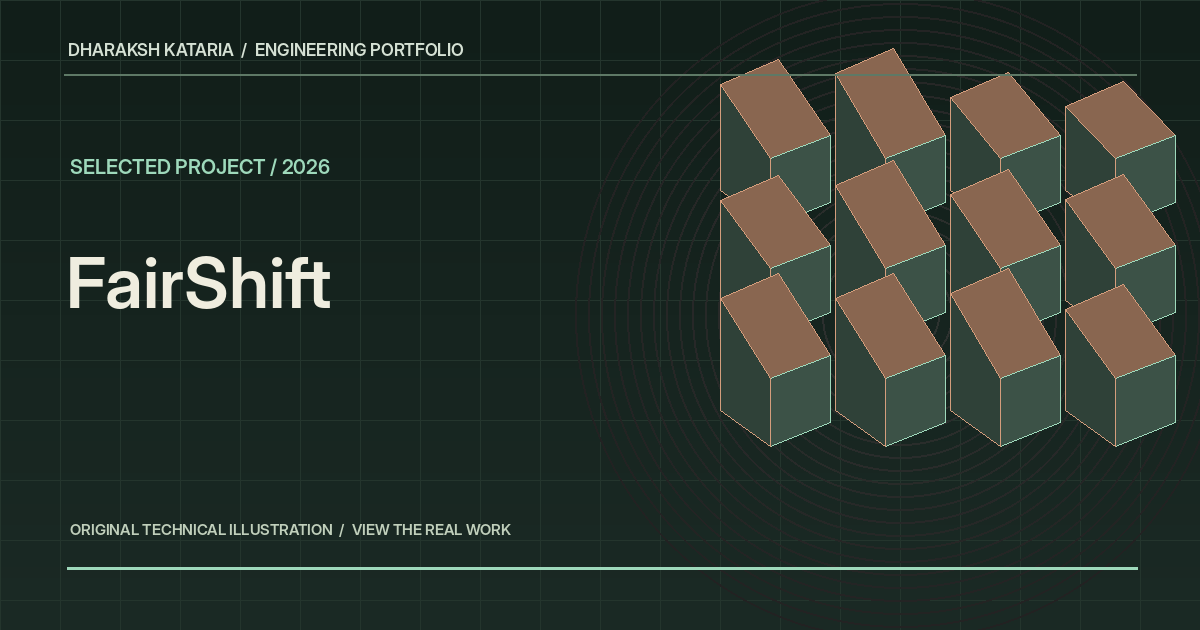 DHARAKSH KATARIA / ENGINEERING PORTFOLIO
SELECTED PROJECT / 2026
FairShift
ORIGINAL TECHNICAL ILLUSTRATION / VIEW THE REAL WORK